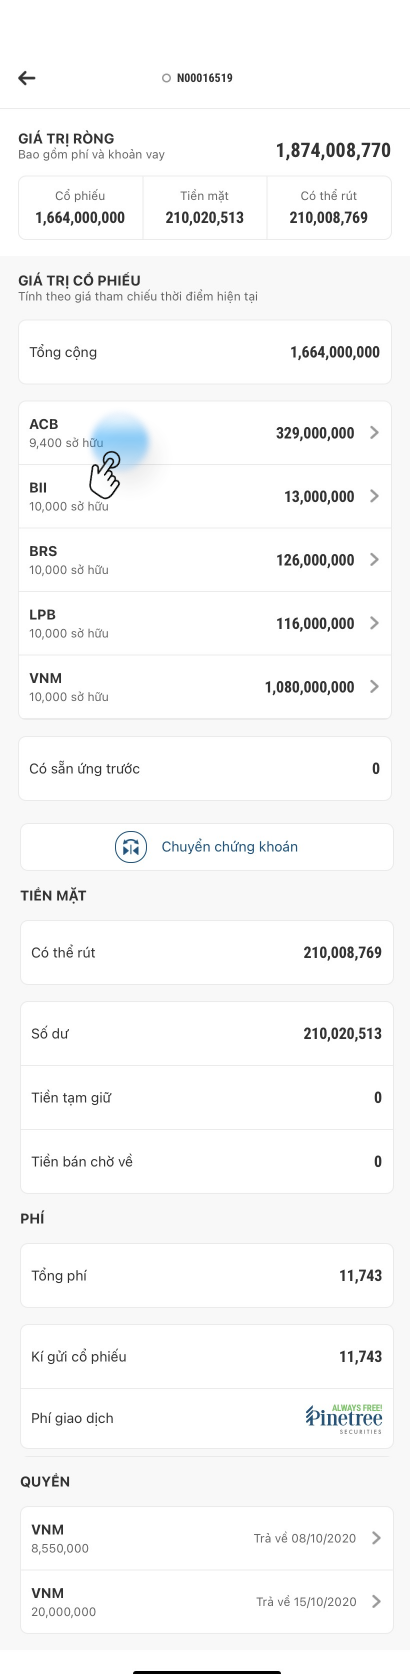 N00016519
GIÁ TRỊ RÒNG
Bao gồm phí và khoản vay
1,874,008,770
Cổ phiếu
Tiền mặt
Có thể rút
1,664,000,000
210,020,513
210,008,769
GIÁ TRỊ CỔ PHIẾU
Tính theo giá tham chiếu thời điểm hiện tại
Tổng cộng
1,664,000,000
ACB
9,400 sở hữu
329,000,000
BII
10,000 sở hữu
13,000,000
BRS
10,000 sở hữu
126,000,000
LPB
10,000 sở hữu
116,000,000
VNM
10,000 sở hữu
1,080,000,000
Có sẵn ứng trước
0
Chuyển chứng khoán
TIỀN MẶT
Có thể rút
210,008,769
Số dư
210,020,513
Tiền tạm giữ
0
Tiền bán chờ về
0
PHÍ
Tổng phí
11,743
Kí gửi cổ phiếu
11,743
Phí giao dịch
ALWAYS FREE!
Pinetree
SECURITIES
QUYỀN
VNM
8,550,000
Trả về 08/10/2020
VNM
20,000,000
Trả về 15/10/2020